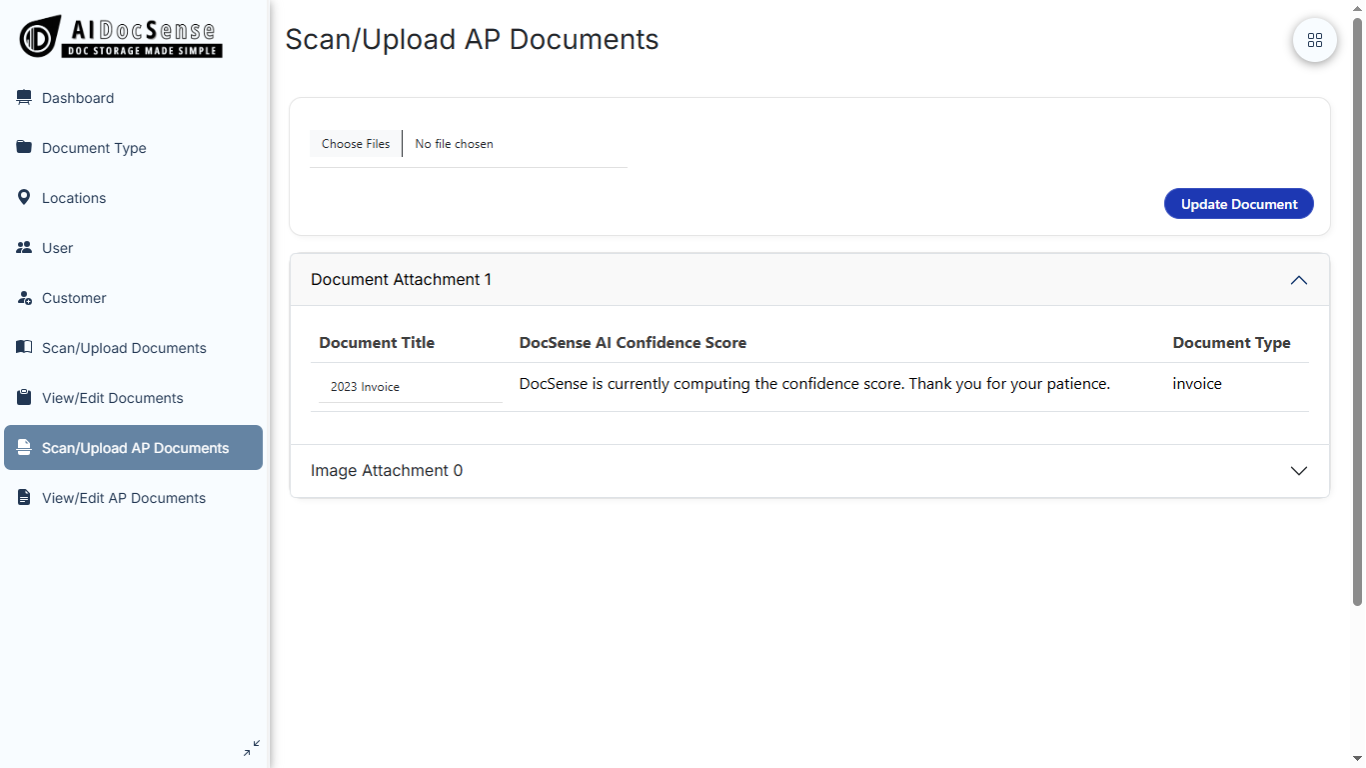 AIDocSense
DOC STORAGE MADE SIMPLE
Dashboard
Document Type
Locations
User
Customer
Scan/Upload Documents
View/Edit Documents
Scan/Upload AP Documents
View/Edit AP Documents
Scan/Upload AP Documents
Choose Files No file chosen
Update Document
Document Attachment 1
Document Title DocSense AI Confidence Score Document Type
2023 Invoice DocSense is currently computing the confidence score. Thank you for your patience. invoice
Image Attachment 0